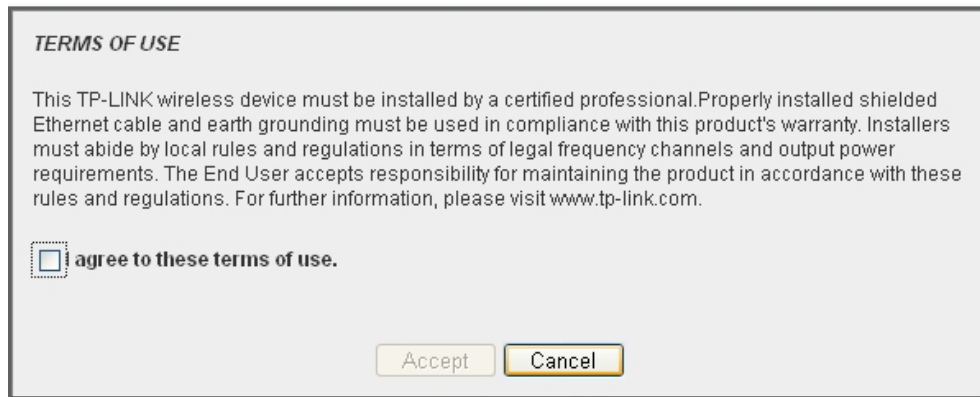 TERMS OF USE
This TP-LINK wireless device must be installed by a certified professional.Properly installed shielded
Ethernet cable and earth grounding must be used in compliance with this product's warranty. Installers
must abide by local rules and regulations in terms of legal frequency channels and output power
requirements. The End User accepts responsibility for maintaining the product in accordance with these
rules and regulations. For further information, please visit www.tp-link.com.
I agree to these terms of use.
Accept Cancel